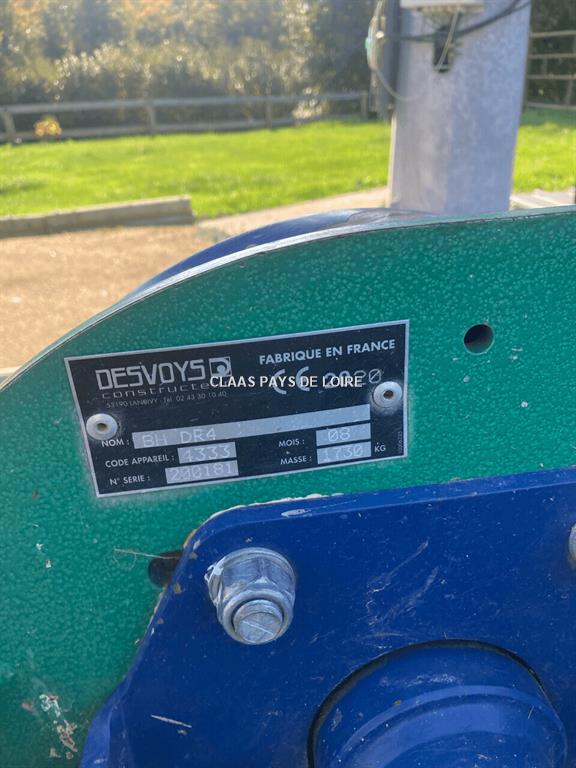 DESVOYS
FABRIQUE EN FRANCE
constructeur
CE 2020
CLAAS PAYS DE LOIRE
53190 LANDIVY - Tél. 02 43 30 10 40
NOM : BH DR4
MOIS : 08
CODE APPAREIL : 4333
MASSE : 1730 KG
N° SERIE : 200181